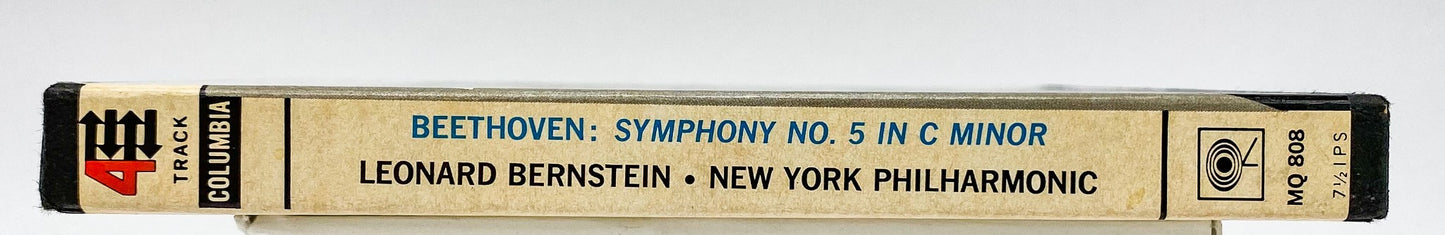 4
TRACK
COLUMBIA
BEETHOVEN: SYMPHONY NO. 5 IN C MINOR
LEONARD BERNSTEIN • NEW YORK PHILHARMONIC
MQ 808
7½ IPS